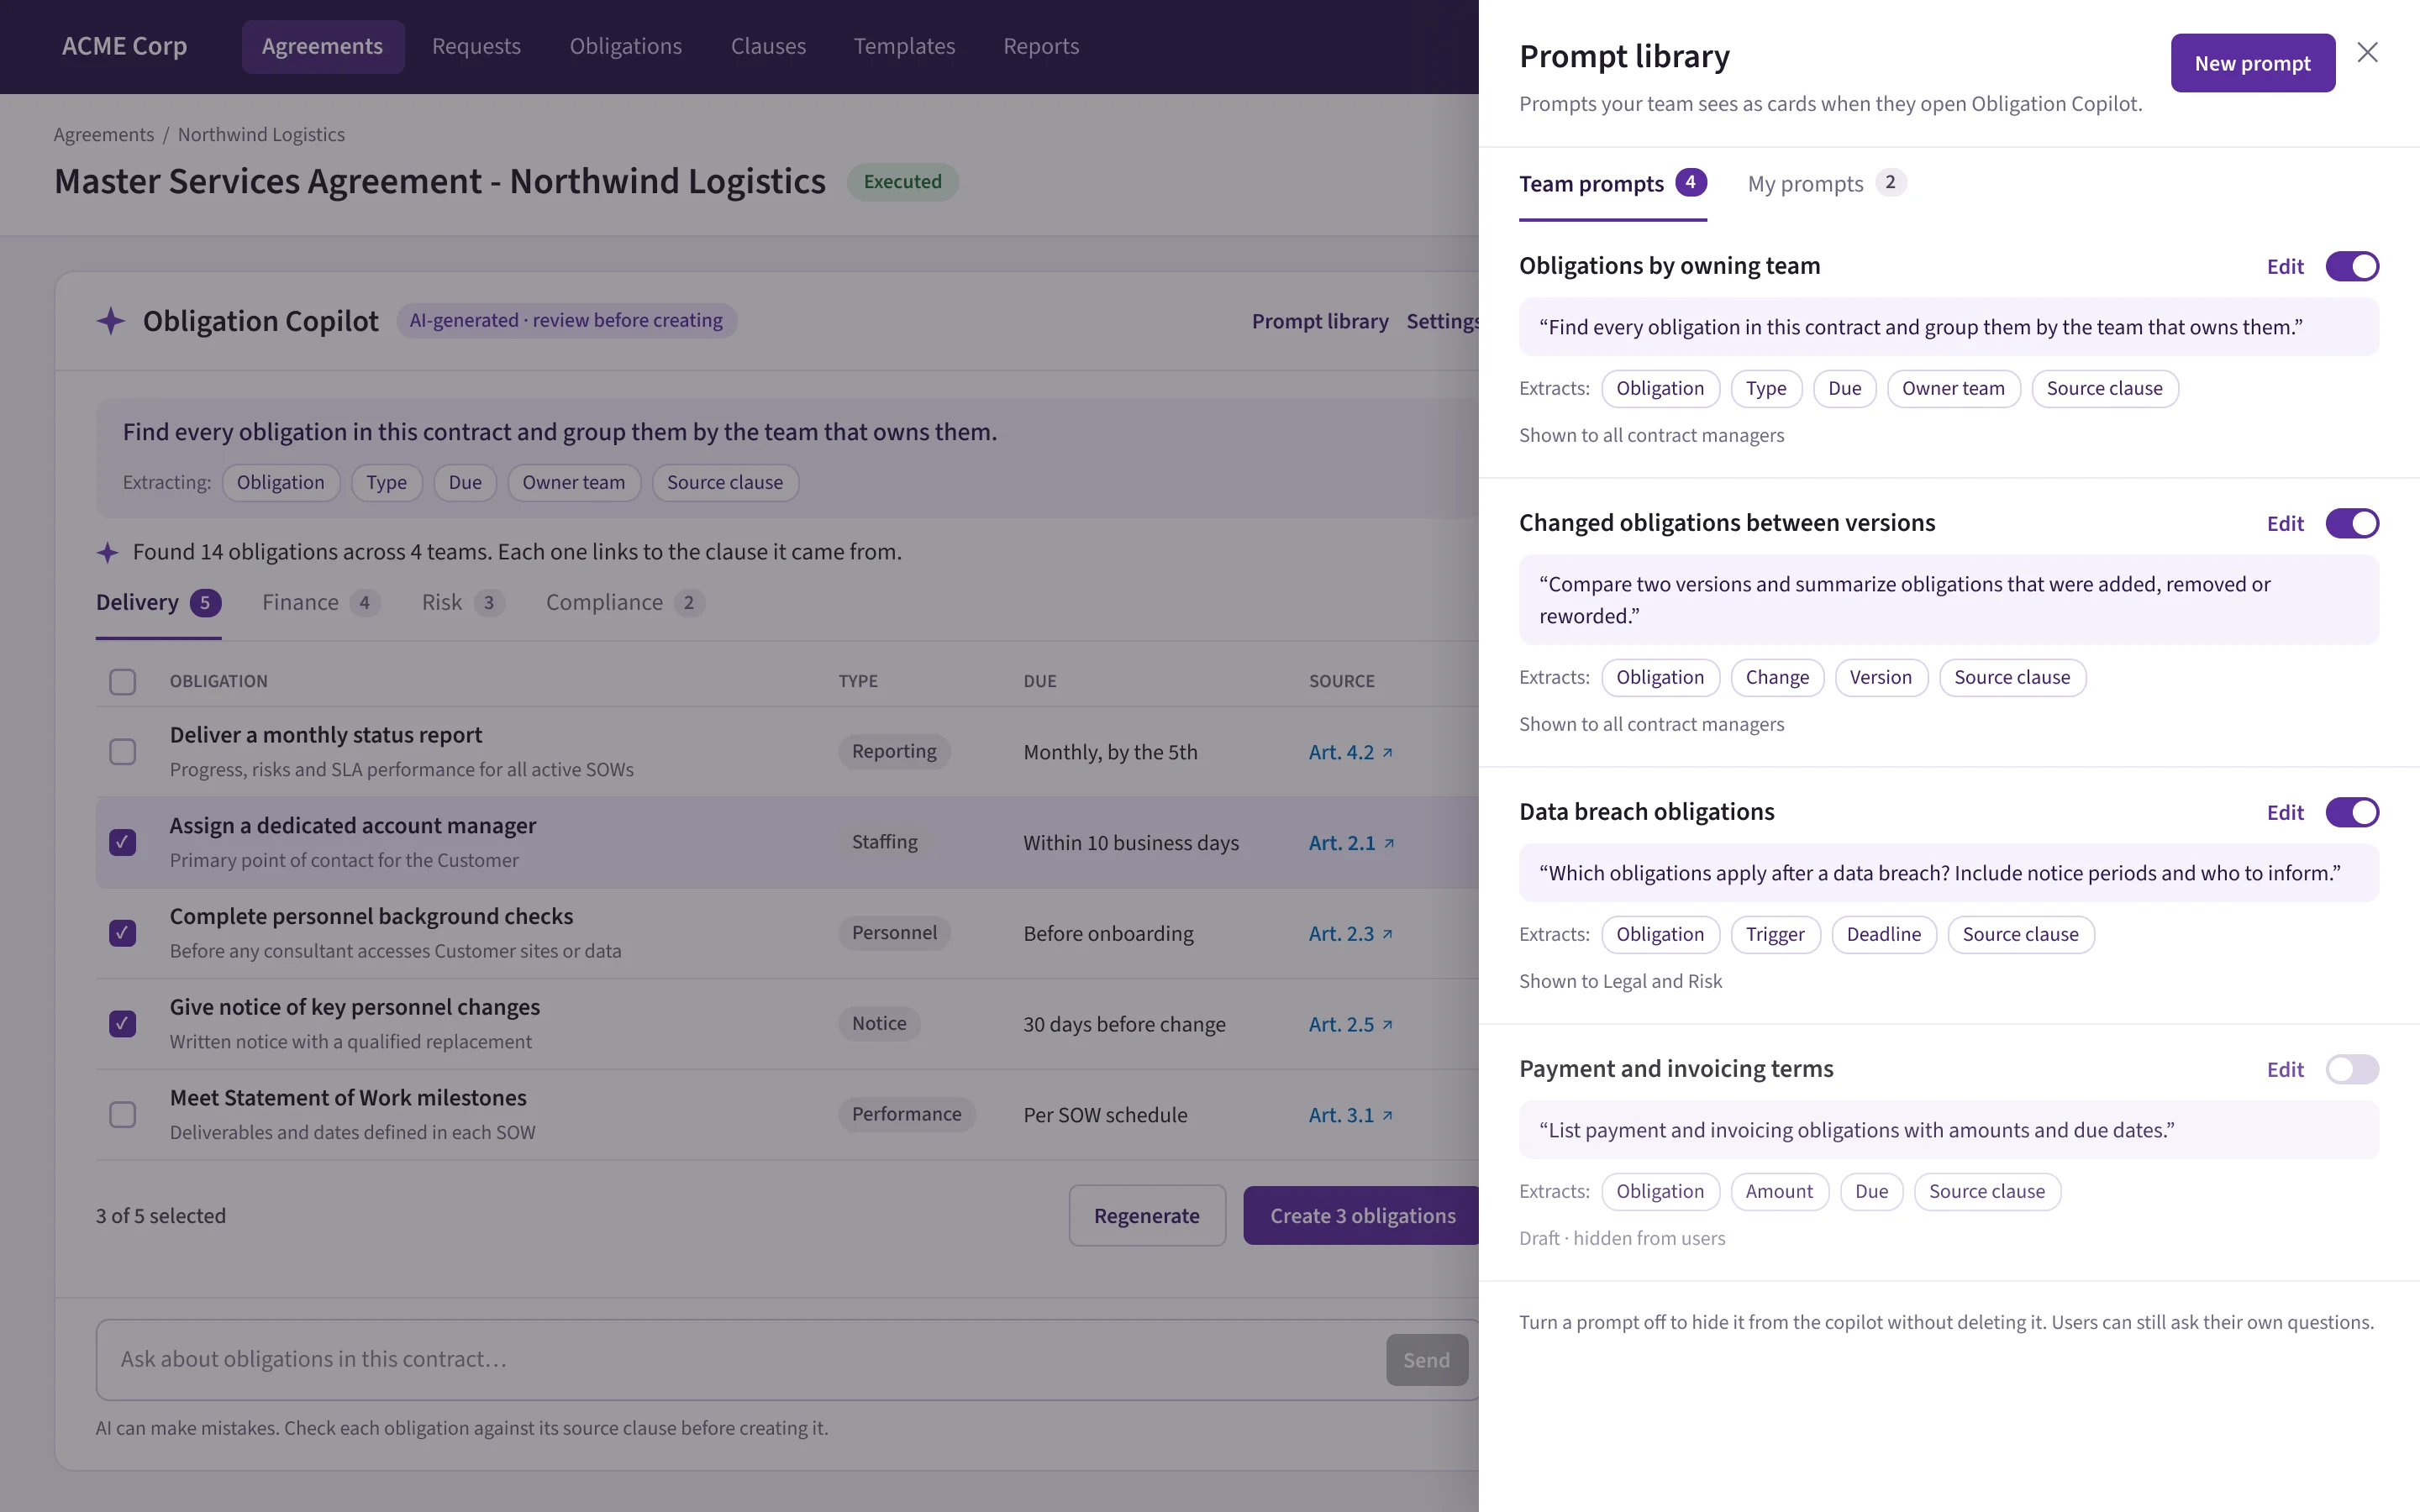 ACME Corp
Agreements
Requests
Obligations
Clauses
Templates
Reports
Agreements / Northwind Logistics
Master Services Agreement - Northwind Logistics
Executed
Obligation Copilot
AI-generated · review before creating
Prompt library
Settings
Find every obligation in this contract and group them by the team that owns them.
Extracting: Obligation Type Due Owner team Source clause
Found 14 obligations across 4 teams. Each one links to the clause it came from.
Delivery 5 Finance 4 Risk 3 Compliance 2
OBLIGATION TYPE DUE SOURCE
Deliver a monthly status report
Progress, risks and SLA performance for all active SOWs
Reporting
Monthly, by the 5th
Art. 4.2 ↗
Assign a dedicated account manager
Primary point of contact for the Customer
Staffing
Within 10 business days
Art. 2.1 ↗
Complete personnel background checks
Before any consultant accesses Customer sites or data
Personnel
Before onboarding
Art. 2.3 ↗
Give notice of key personnel changes
Written notice with a qualified replacement
Notice
30 days before change
Art. 2.5 ↗
Meet Statement of Work milestones
Deliverables and dates defined in each SOW
Performance
Per SOW schedule
Art. 3.1 ↗
3 of 5 selected
Regenerate
Create 3 obligations
Ask about obligations in this contract…
Send
AI can make mistakes. Check each obligation against its source clause before creating it.
Prompt library
New prompt
Prompts your team sees as cards when they open Obligation Copilot.
Team prompts 4 My prompts 2
Obligations by owning team
Edit
“Find every obligation in this contract and group them by the team that owns them.”
Extracts: Obligation Type Due Owner team Source clause
Shown to all contract managers
Changed obligations between versions
Edit
“Compare two versions and summarize obligations that were added, removed or
reworded.”
Extracts: Obligation Change Version Source clause
Shown to all contract managers
Data breach obligations
Edit
“Which obligations apply after a data breach? Include notice periods and who to inform.”
Extracts: Obligation Trigger Deadline Source clause
Shown to Legal and Risk
Payment and invoicing terms
Edit
“List payment and invoicing obligations with amounts and due dates.”
Extracts: Obligation Amount Due Source clause
Draft · hidden from users
Turn a prompt off to hide it from the copilot without deleting it. Users can still ask their own questions.